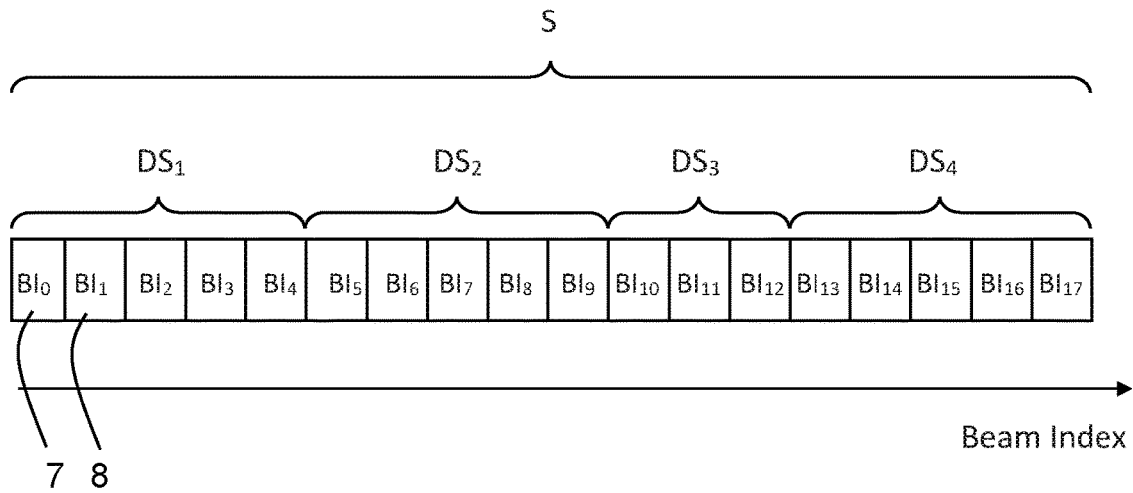 S
DS₁ DS₂ DS₃ DS₄
BI₀ BI₁ BI₂ BI₃ BI₄ BI₅ BI₆ BI₇ BI₈ BI₉ BI₁₀ BI₁₁ BI₁₂ BI₁₃ BI₁₄ BI₁₅ BI₁₆ BI₁₇
Beam Index
7 8